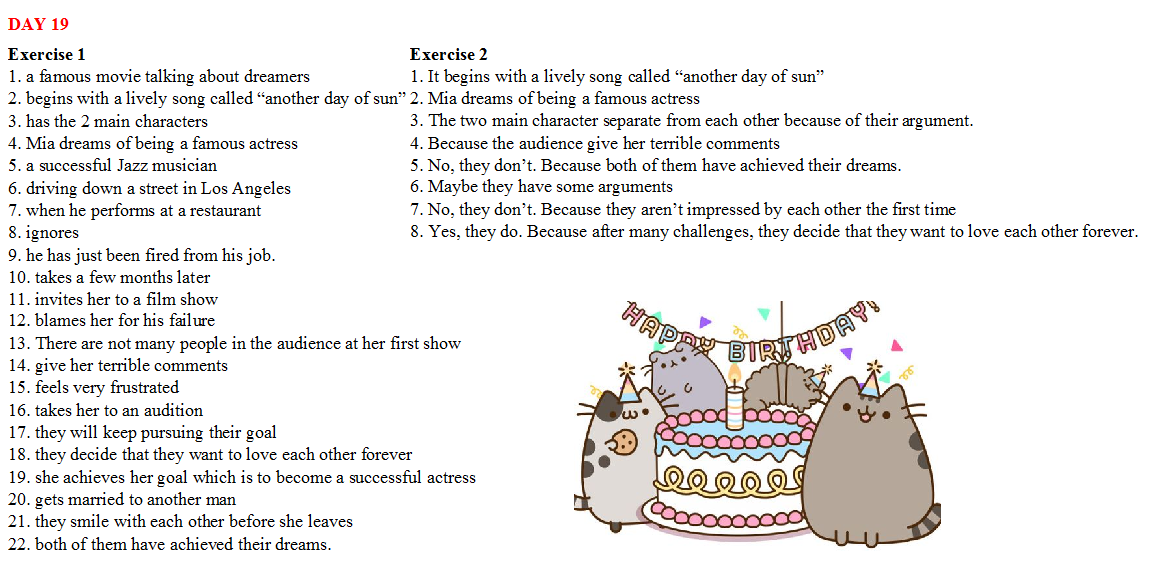 DAY 19
Exercise 1
1. a famous movie talking about dreamers
2. begins with a lively song called “another day of sun”
3. has the 2 main characters
4. Mia dreams of being a famous actress
5. a successful Jazz musician
6. driving down a street in Los Angeles
7. when he performs at a restaurant
8. ignores
9. he has just been fired from his job.
10. takes a few months later
11. invites her to a film show
12. blames her for his failure
13. There are not many people in the audience at her first show
14. give her terrible comments
15. feels very frustrated
16. takes her to an audition
17. they will keep pursuing their goal
18. they decide that they want to love each other forever
19. she achieves her goal which is to become a successful actress
20. gets married to another man
21. they smile with each other before she leaves
22. both of them have achieved their dreams.
Exercise 2
1. It begins with a lively song called “another day of sun”
2. Mia dreams of being a famous actress
3. The two main character separate from each other because of their argument.
4. Because the audience give her terrible comments
5. No, they don’t. Because both of them have achieved their dreams.
6. Maybe they have some arguments
7. No, they don’t. Because they aren’t impressed by each other the first time
8. Yes, they do. Because after many challenges, they decide that they want to love each other forever.
HAPPY BIRTHDAY